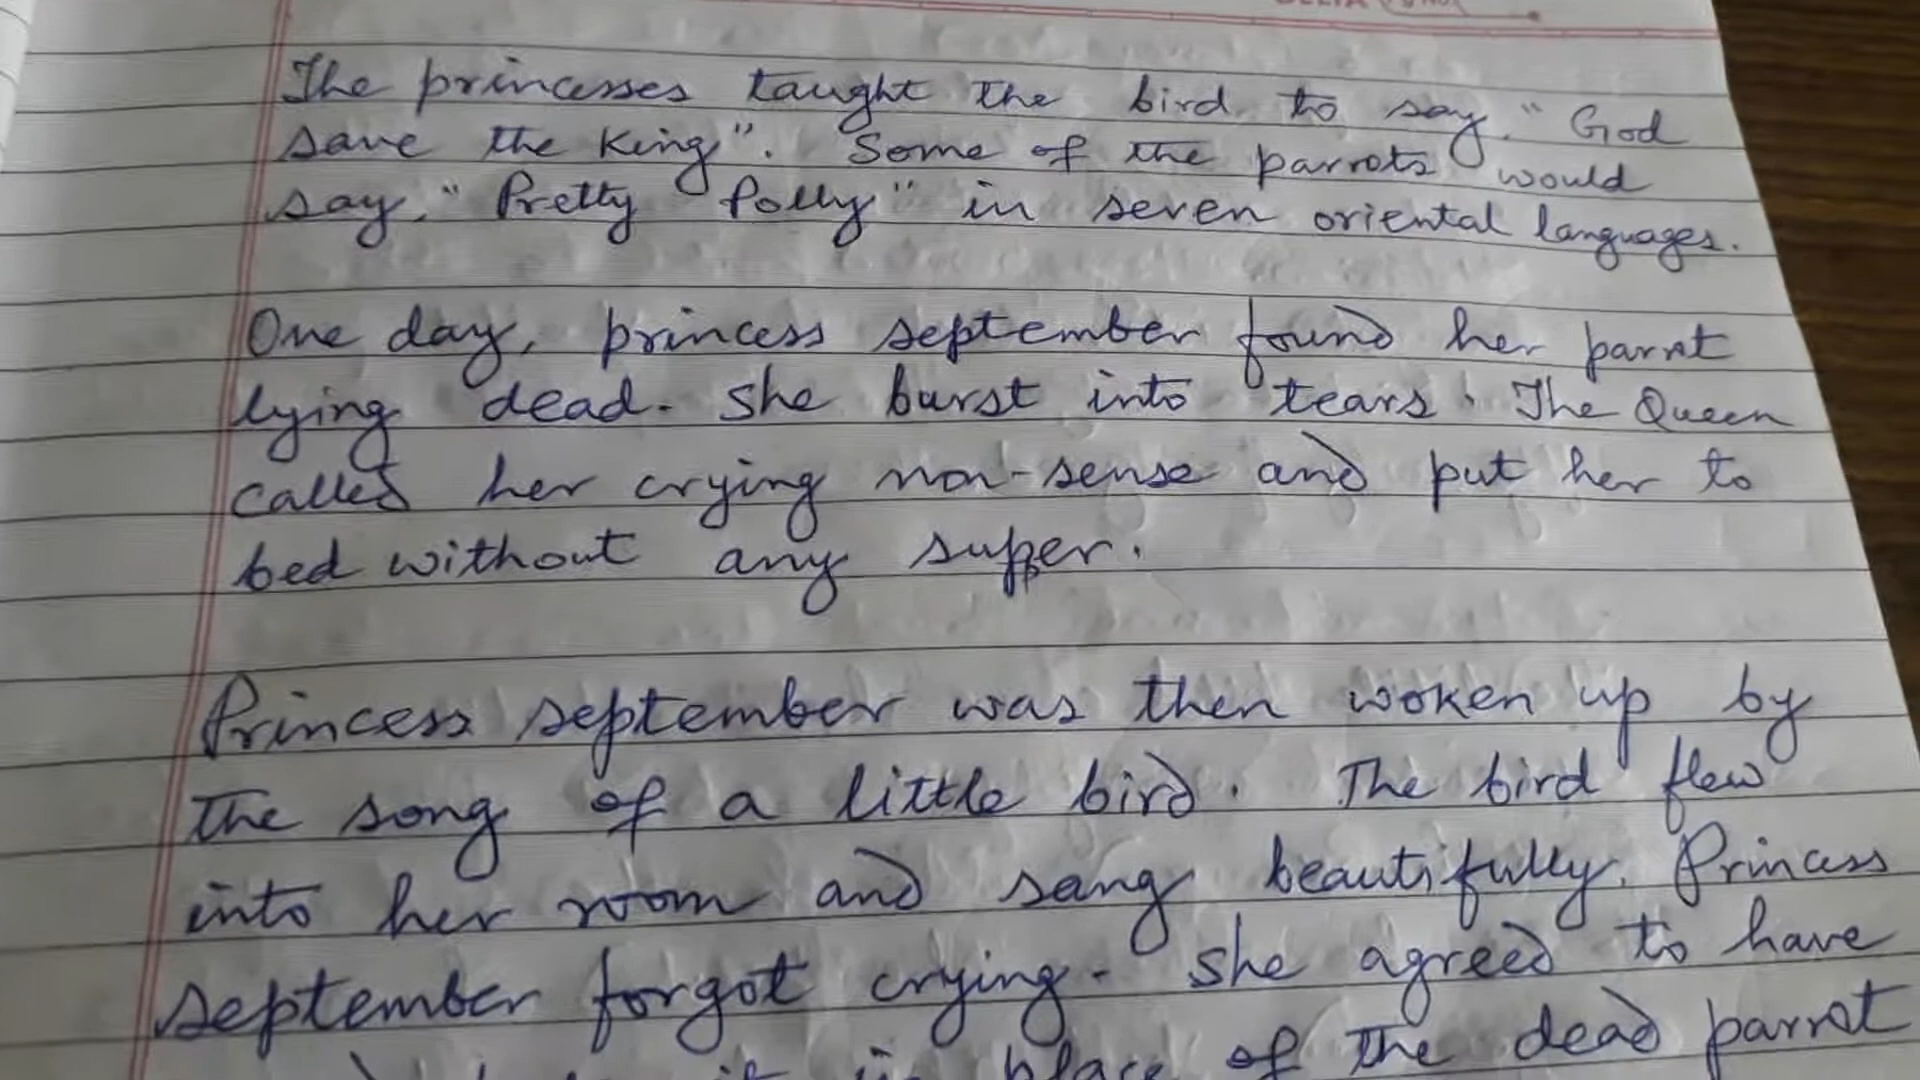 The princesses taught the bird to say, "God
save the King". Some of the parrots would
say, "Pretty Polly" in seven oriental languages.
One day, princess september found her parrot
lying dead. She burst into tears. The Queen
called her crying non-sense and put her to
bed without any supper.
Princess september was then woken up by
the song of a little bird. The bird flew
into her room and sang beautifully. Princess
september forgot crying. She agreed to have
it in place of the dead parrot